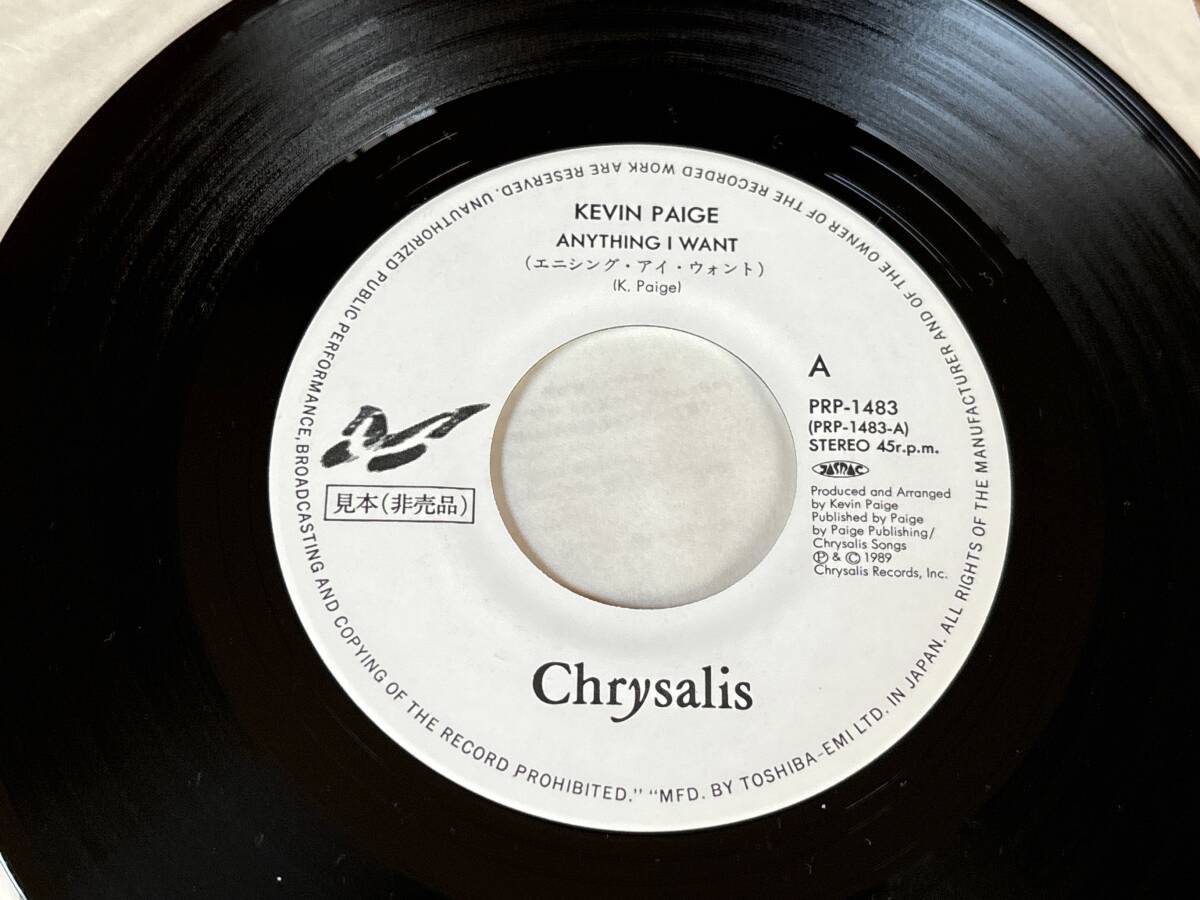 KEVIN PAIGE
ANYTHING I WANT
(エニシング・アイ・ウォント)
(K. Paige)
A
PRP-1483
(PRP-1483-A)
STEREO 45r.p.m.
JASRAC
Produced and Arranged
by Kevin Paige
Published by Paige
by Paige Publishing/
Chrysalis Songs
Ⓟ & © 1989
Chrysalis Records, Inc.
見本(非売品)
Chrysalis
ALL RIGHTS OF THE MANUFACTURER AND OF THE OWNER OF THE RECORDED WORK ARE RESERVED. UNAUTHORIZED PUBLIC PERFORMANCE, BROADCASTING AND COPYING OF THE RECORD PROHIBITED." "MFD. BY TOSHIBA-EMI LTD. IN JAPAN.